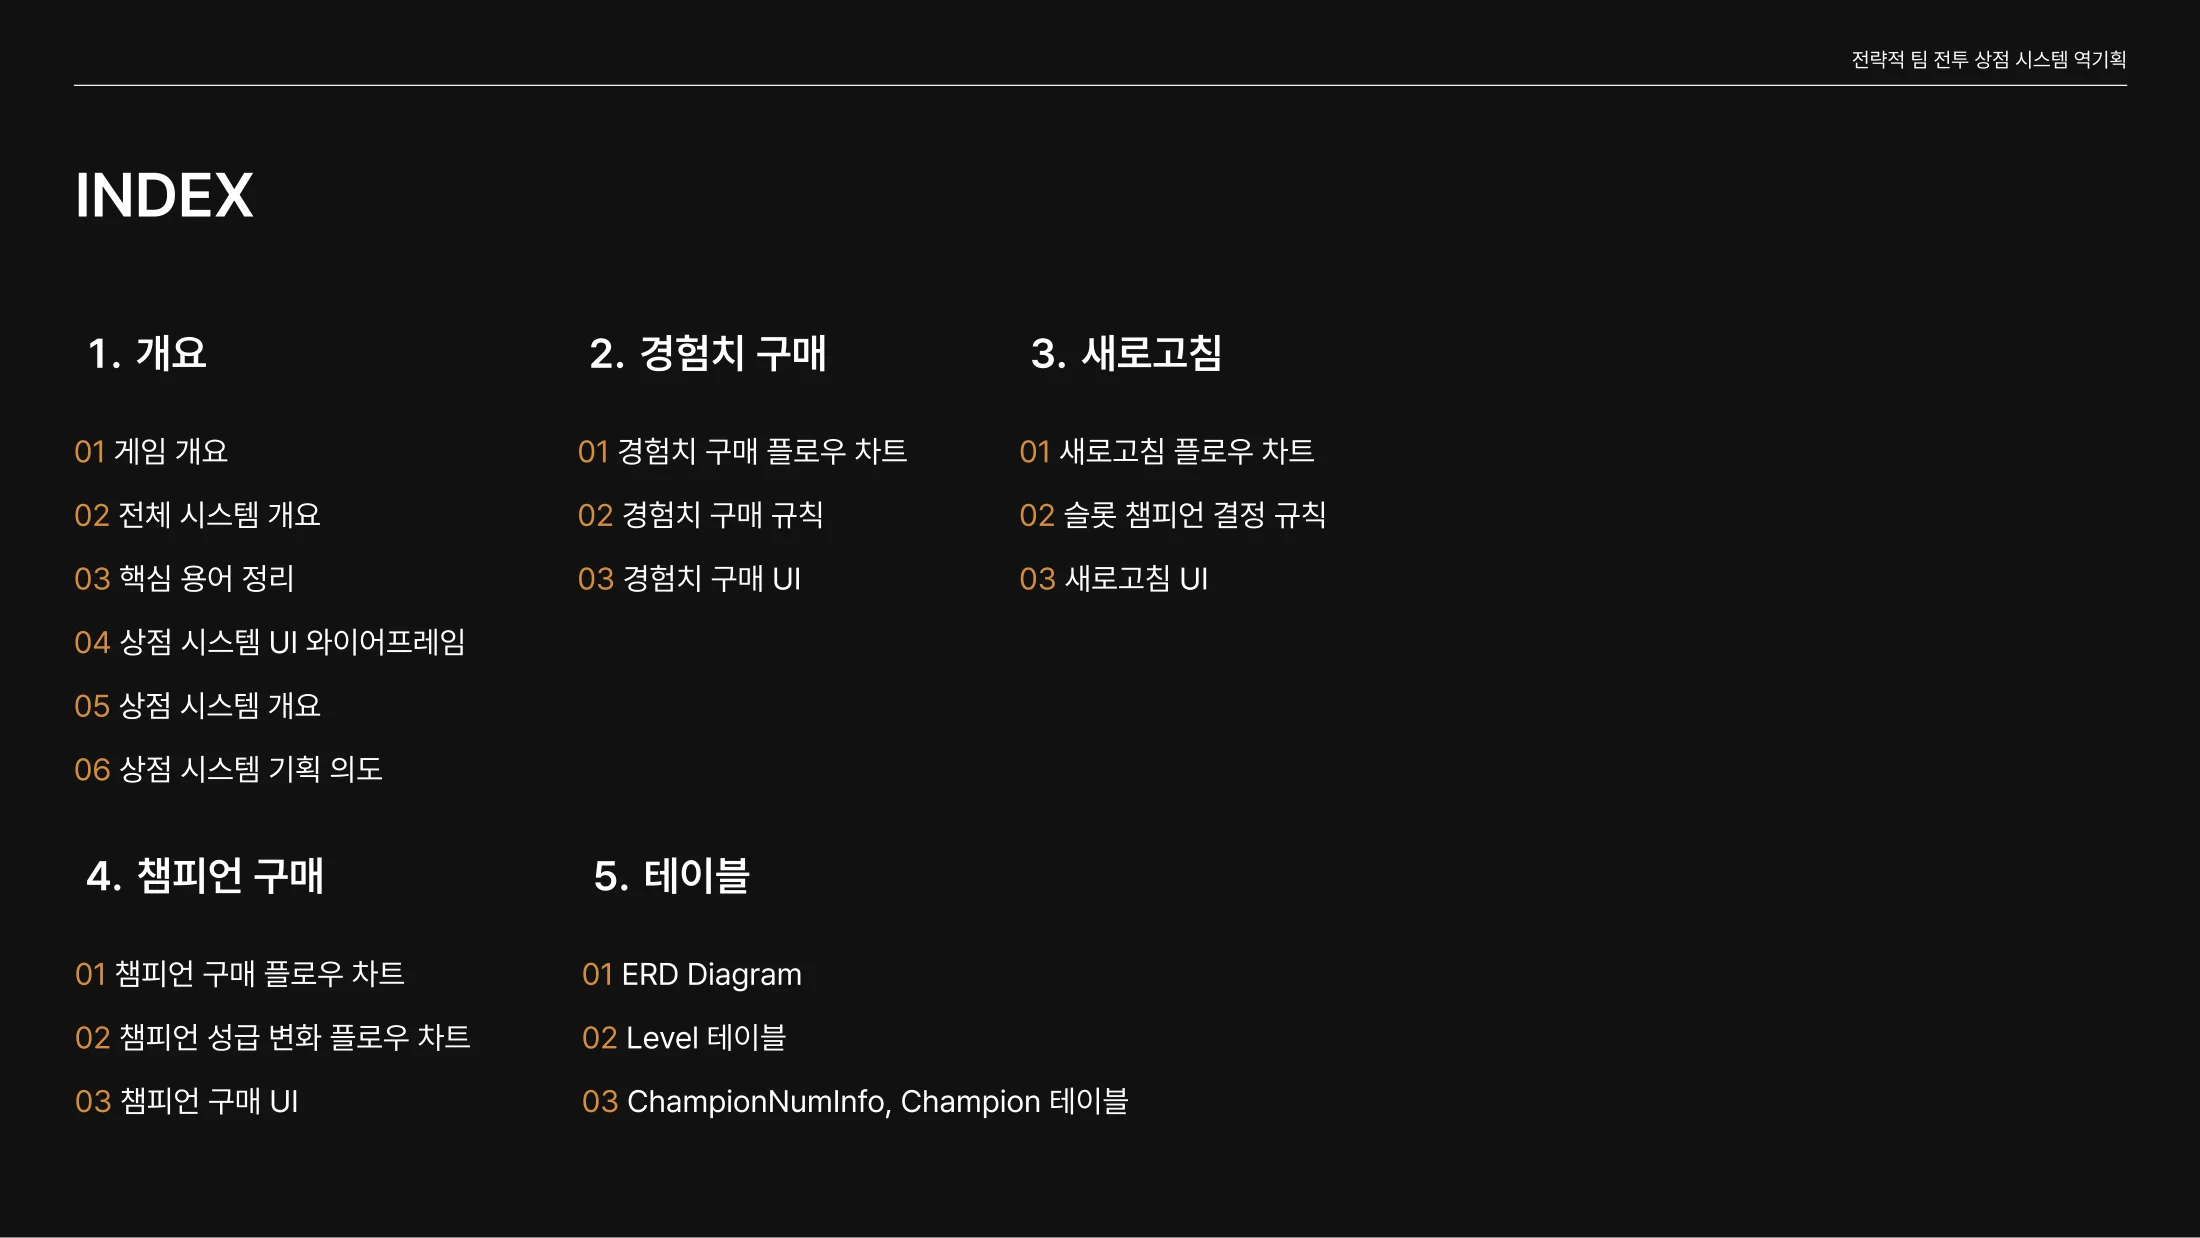 전략적 팀 전투 상점 시스템 역기획
INDEX
1. 개요
01 게임 개요
02 전체 시스템 개요
03 핵심 용어 정리
04 상점 시스템 UI 와이어프레임
05 상점 시스템 개요
06 상점 시스템 기획 의도
2. 경험치 구매
01 경험치 구매 플로우 차트
02 경험치 구매 규칙
03 경험치 구매 UI
3. 새로고침
01 새로고침 플로우 차트
02 슬롯 챔피언 결정 규칙
03 새로고침 UI
4. 챔피언 구매
01 챔피언 구매 플로우 차트
02 챔피언 성급 변화 플로우 차트
03 챔피언 구매 UI
5. 테이블
01 ERD Diagram
02 Level 테이블
03 ChampionNumInfo, Champion 테이블